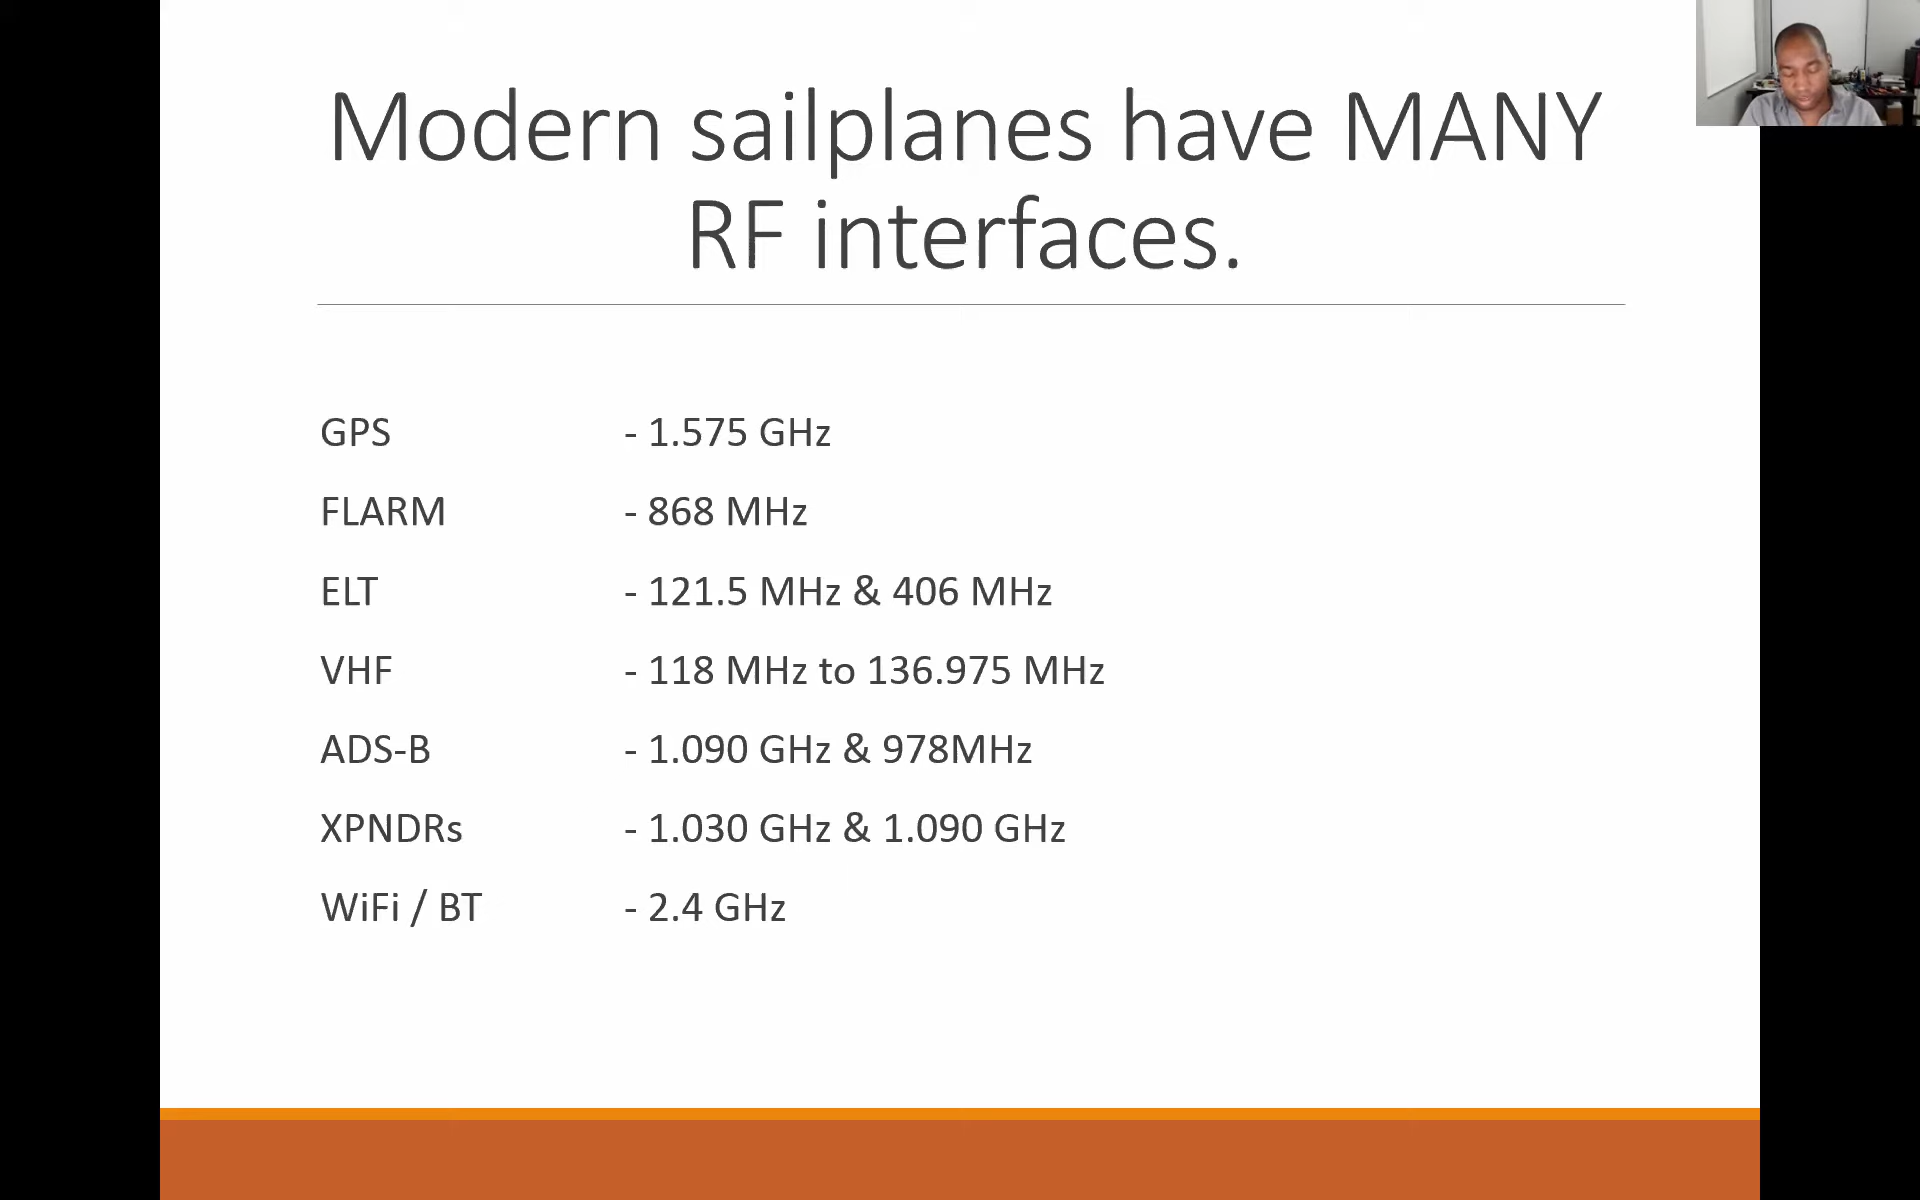 Modern sailplanes have MANY
RF interfaces.
GPS - 1.575 GHz
FLARM - 868 MHz
ELT - 121.5 MHz & 406 MHz
VHF - 118 MHz to 136.975 MHz
ADS-B - 1.090 GHz & 978MHz
XPNDRs - 1.030 GHz & 1.090 GHz
WiFi / BT - 2.4 GHz